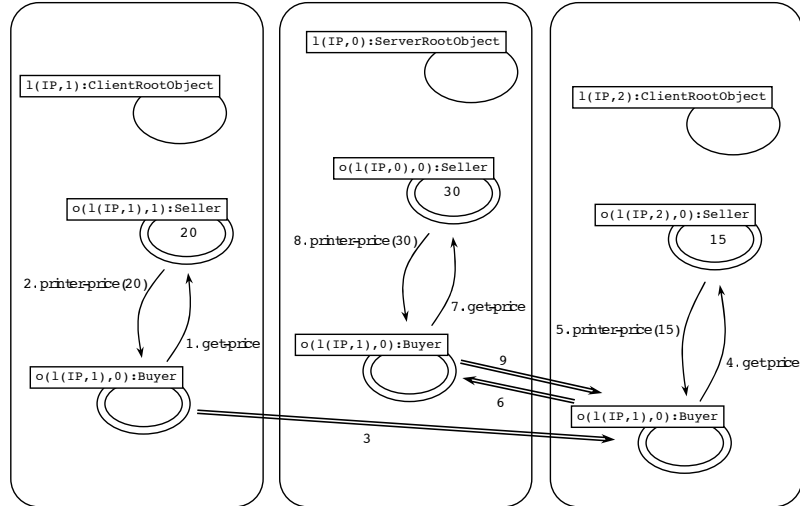 l(IP,1):ClientRootObject
o(l(IP,1),1):Seller
20
2.printer-price(20)
1.get-price
o(l(IP,1),0):Buyer
3
l(IP,0):ServerRootObject
o(l(IP,0),0):Seller
30
8.printer-price(30)
7.get-price
o(l(IP,1),0):Buyer
9
6
l(IP,2):ClientRootObject
o(l(IP,2),0):Seller
15
5.printer-price(15)
4.get-price
o(l(IP,1),0):Buyer